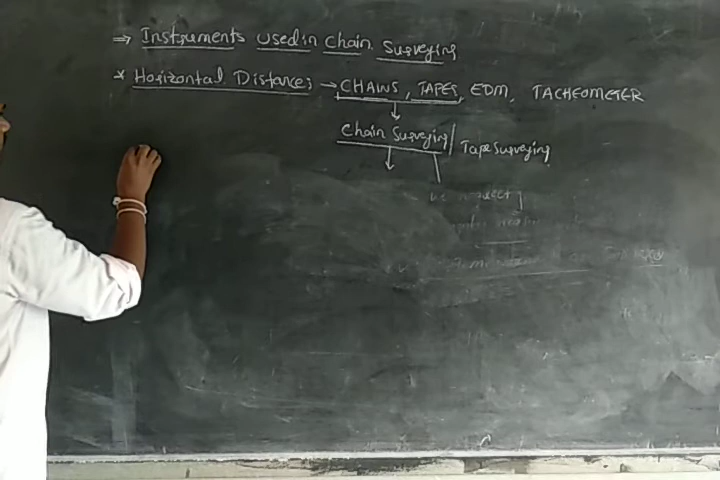 ⇒ Instruments used in Chain Surveying
* Horizontal Distances → CHAINS, TAPES, EDM, TACHEOMETER
Chain Surveying / Tape Surveying